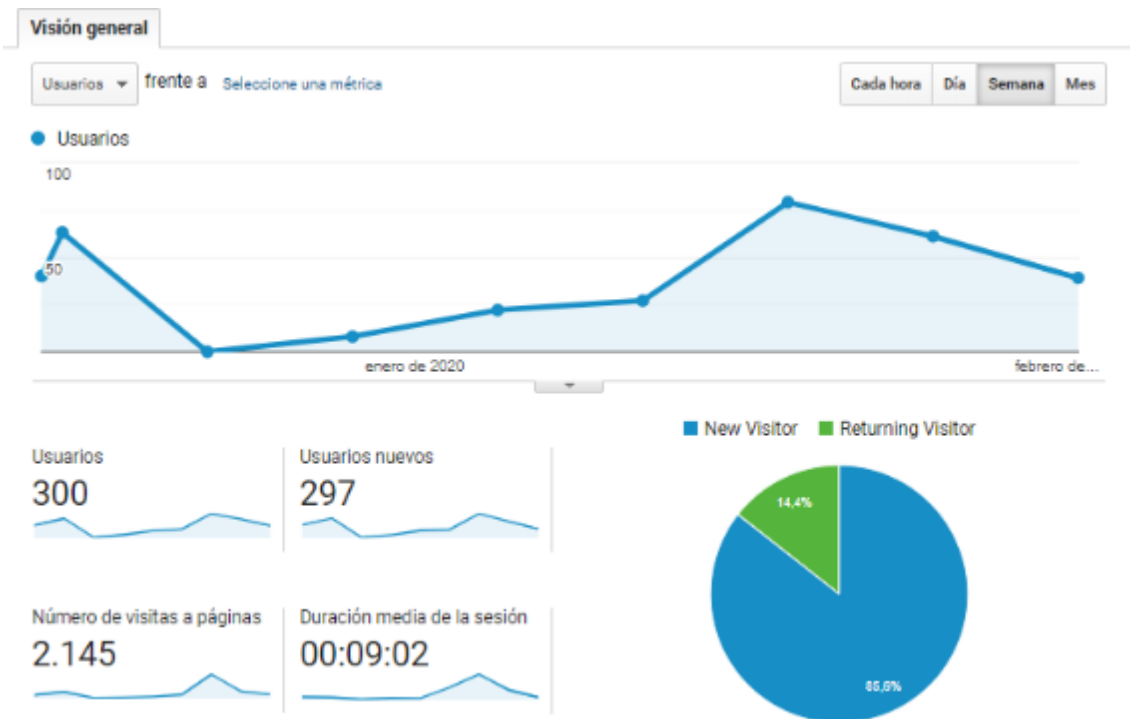 Visión general
Usuarios frente a Seleccione una métrica
Cada hora Día Semana Mes
Usuarios
100
50
enero de 2020
febrero de...
New Visitor Returning Visitor
Usuarios
300
Usuarios nuevos
297
14,4%
Número de visitas a páginas
2.145
Duración media de la sesión
00:09:02
85,6%